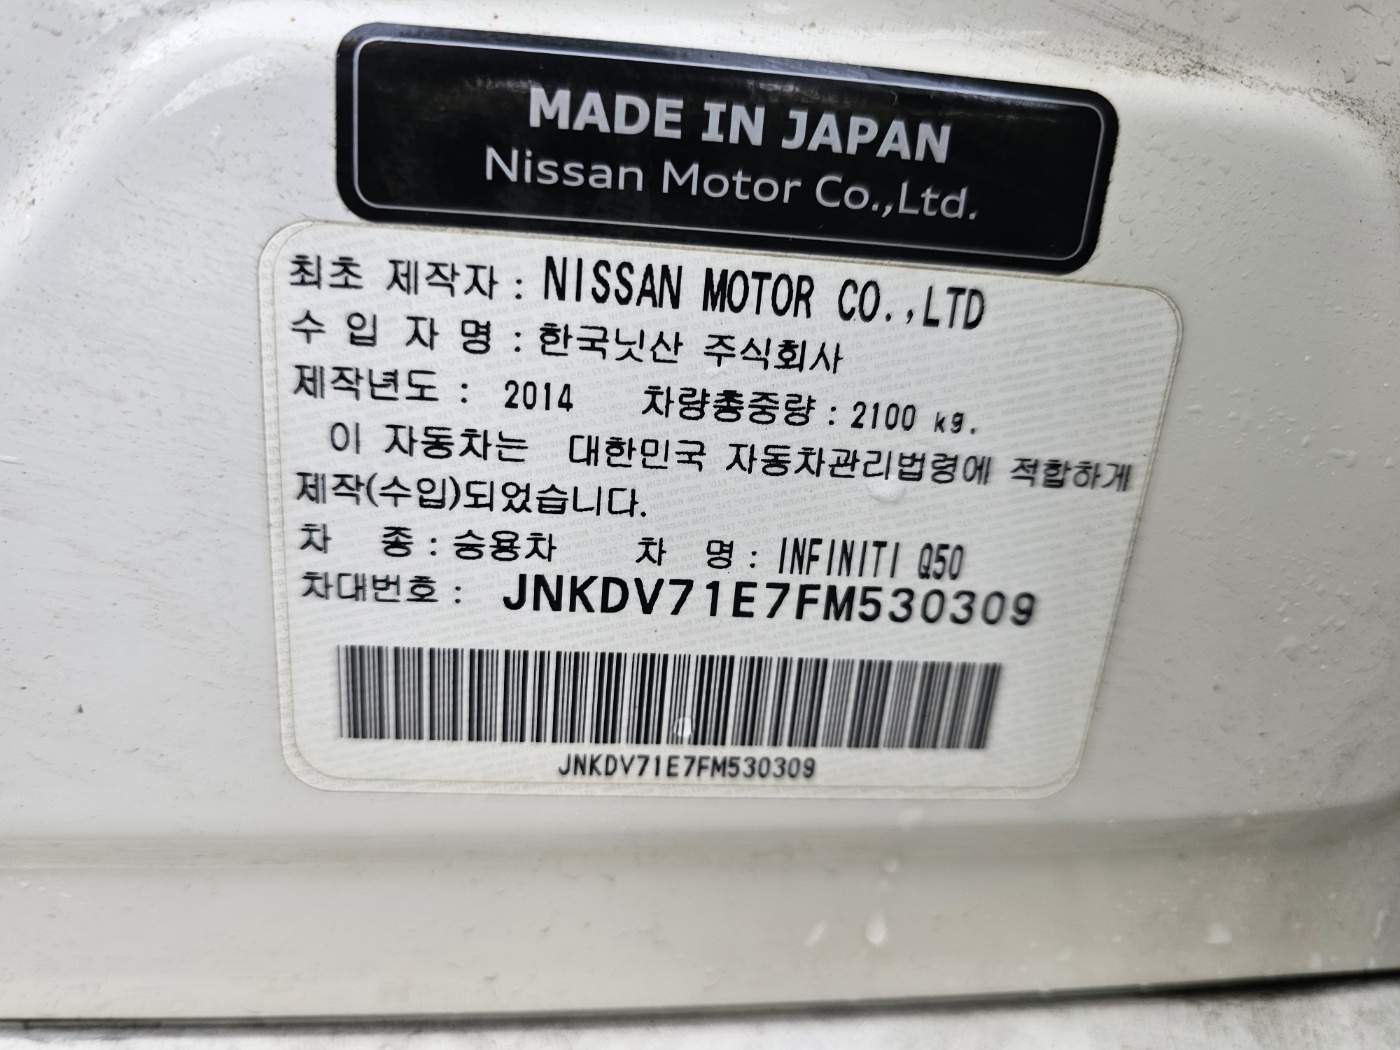 MADE IN JAPAN
Nissan Motor Co.,Ltd.
최초 제작자 : NISSAN MOTOR CO.,LTD
수 입 자 명 : 한국닛산 주식회사
제작년도 : 2014 차량총중량 : 2100 kg.
이 자동차는 대한민국 자동차관리법령에 적합하게
제작(수입)되었습니다.
차 종 : 승용차 차 명 : INFINITI Q50
차대번호 : JNKDV71E7FM530309
JNKDV71E7FM530309